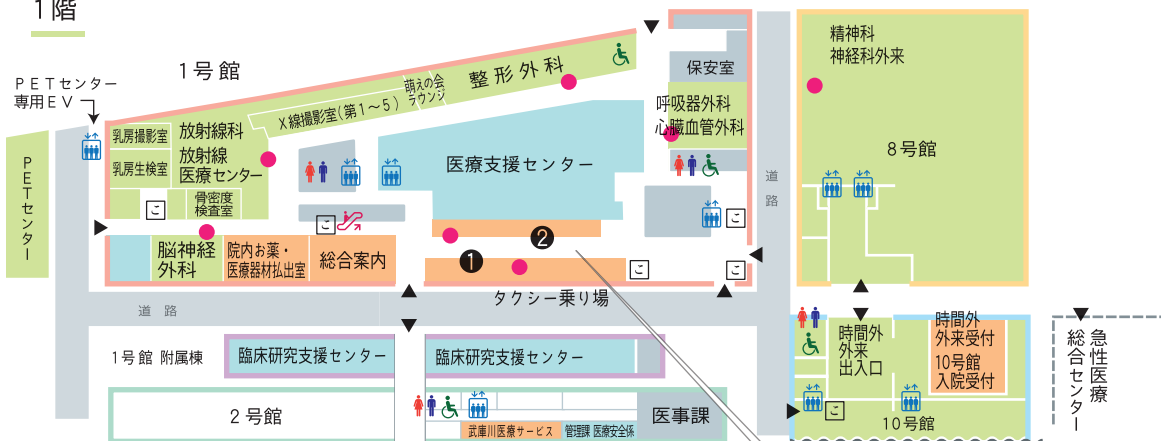 1階
1号館
PETセンター
専用EV
PETセンター
乳房撮影室
乳房生検室
放射線科
放射線
医療センター
骨密度
検査室
こ
X線撮影室(第1～5)
萌えの会
ラウンジ
整形外科
脳神経
外科
院内お薬・
医療器材払出室
総合案内
こ
医療支援センター
1
2
こ
タクシー乗り場
保安室
呼吸器外科
心臓血管外科
こ
こ
道路
道路
精神科
神経科外来
8号館
1号館 附属棟
臨床研究支援センター
臨床研究支援センター
2号館
武庫川医療サービス
管理課 医療安全係
医事課
時間外
外来
出入口
時間外
外来受付
10号館
入院受付
こ
10号館
急性医療
総合センター